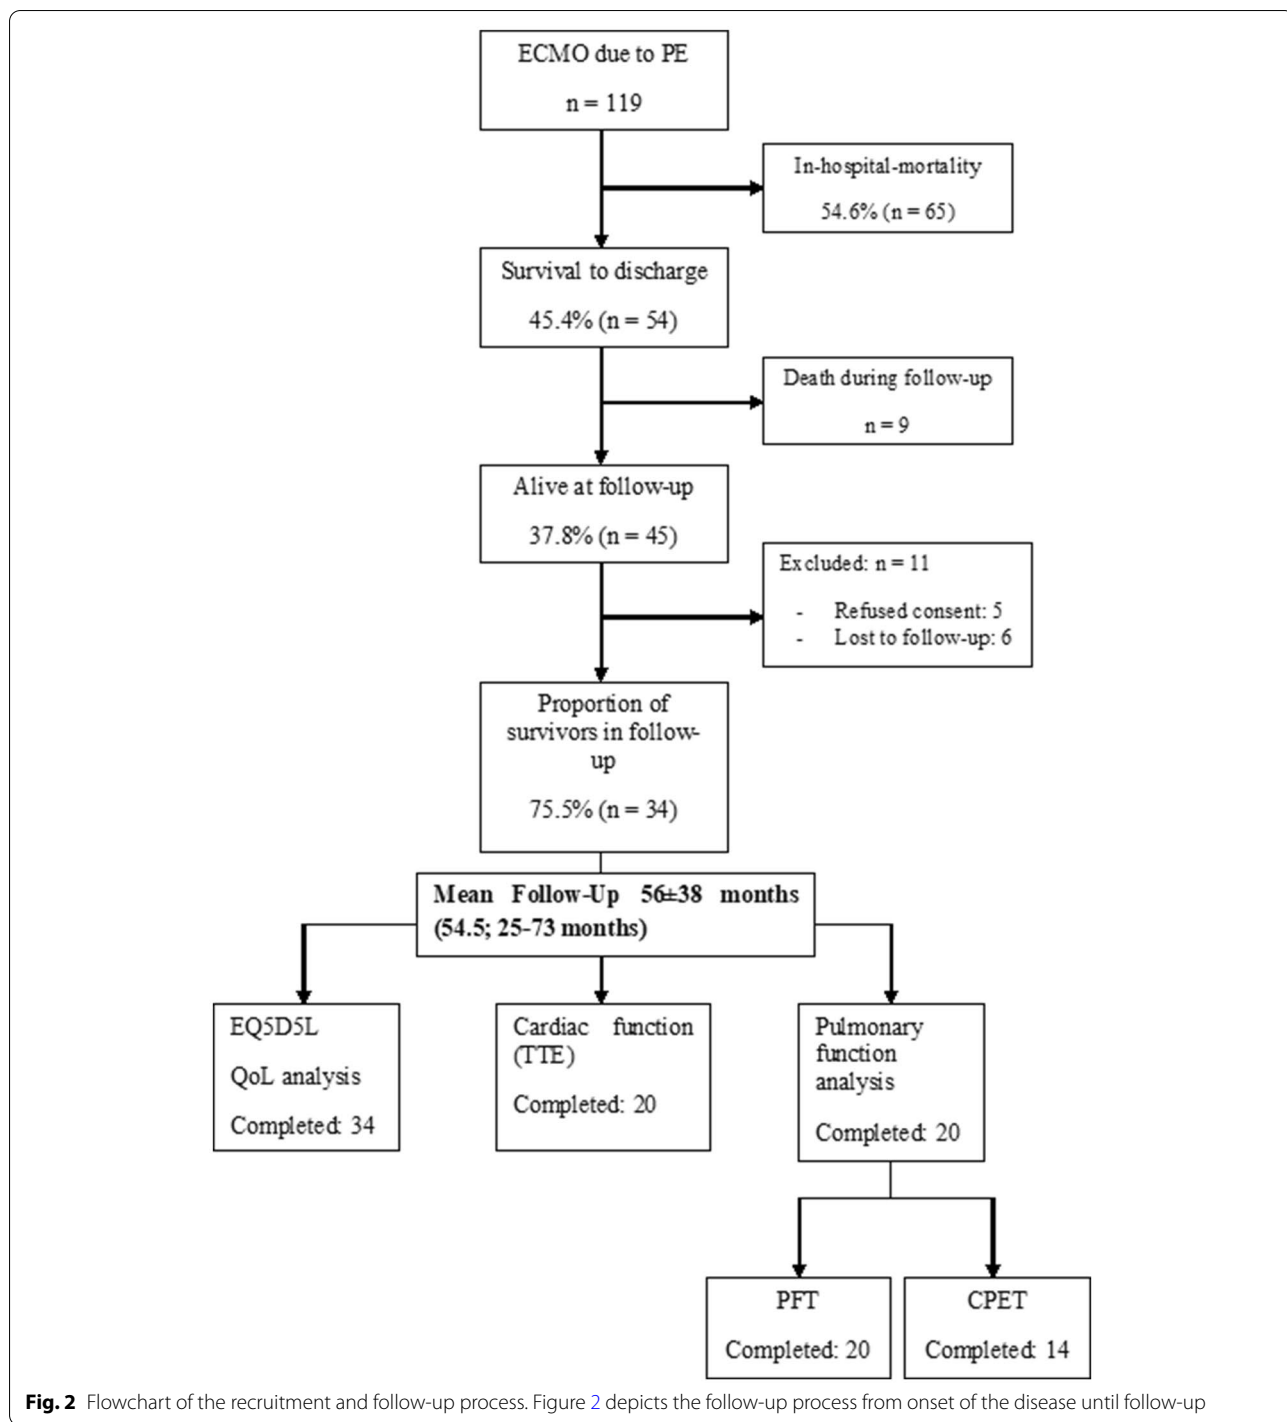 ECMO due to PE
n = 119
In-hospital-mortality
54.6% (n = 65)
Survival to discharge
45.4% (n = 54)
Death during follow-up
n = 9
Alive at follow-up
37.8% (n = 45)
Excluded: n = 11
- Refused consent: 5
- Lost to follow-up: 6
Proportion of
survivors in follow-
up
75.5% (n = 34)
Mean Follow-Up 56±38 months
(54.5; 25-73 months)
EQ5D5L
QoL analysis
Completed: 34
Cardiac function
(TTE)
Completed: 20
Pulmonary
function
analysis
Completed: 20
PFT
Completed: 20
CPET
Completed: 14
Fig. 2 Flowchart of the recruitment and follow-up process. Figure 2 depicts the follow-up process from onset of the disease until follow-up